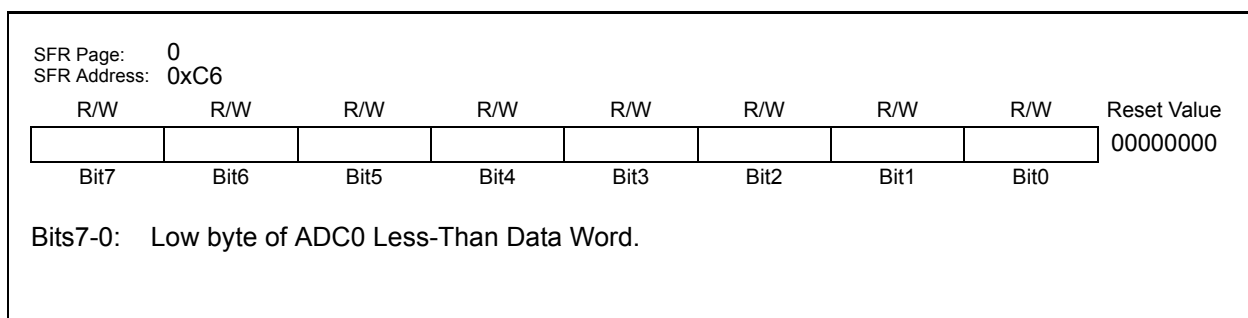 SFR Page: 0
SFR Address: 0xC6
R/W R/W R/W R/W R/W R/W R/W R/W Reset Value
00000000
Bit7 Bit6 Bit5 Bit4 Bit3 Bit2 Bit1 Bit0
Bits7-0: Low byte of ADC0 Less-Than Data Word.